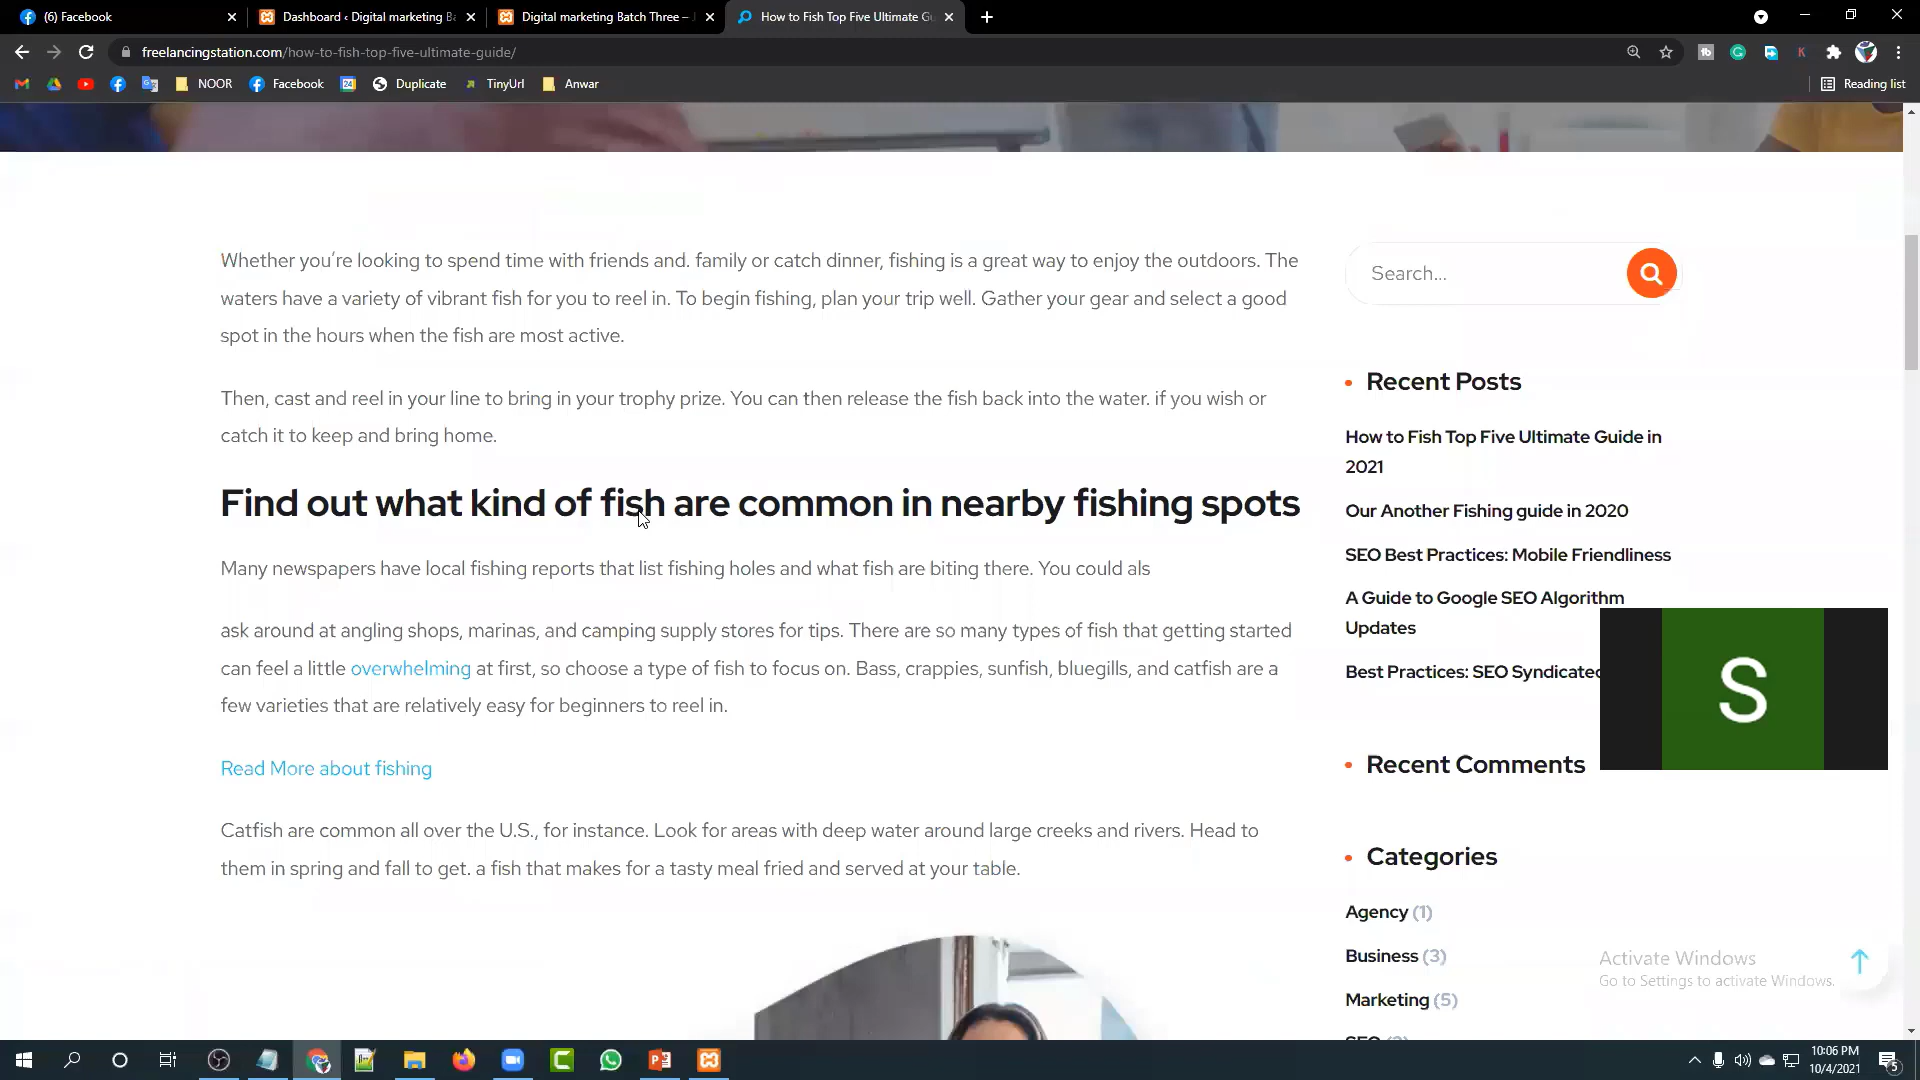 (6) Facebook
Dashboard ‹ Digital marketing Ba
Digital marketing Batch Three –
How to Fish Top Five Ultimate Gu
freelancingstation.com/how-to-fish-top-five-ultimate-guide/
NOOR
Facebook
24
Duplicate
TinyUrl
Anwar
Reading list
Whether you’re looking to spend time with friends and. family or catch dinner, fishing is a great way to enjoy the outdoors. The
waters have a variety of vibrant fish for you to reel in. To begin fishing, plan your trip well. Gather your gear and select a good
spot in the hours when the fish are most active.
Then, cast and reel in your line to bring in your trophy prize. You can then release the fish back into the water. if you wish or
catch it to keep and bring home.
Find out what kind of fish are common in nearby fishing spots
Many newspapers have local fishing reports that list fishing holes and what fish are biting there. You could als
ask around at angling shops, marinas, and camping supply stores for tips. There are so many types of fish that getting started
can feel a little overwhelming at first, so choose a type of fish to focus on. Bass, crappies, sunfish, bluegills, and catfish are a
few varieties that are relatively easy for beginners to reel in.
Read More about fishing
Catfish are common all over the U.S., for instance. Look for areas with deep water around large creeks and rivers. Head to
them in spring and fall to get. a fish that makes for a tasty meal fried and served at your table.
Search...
Recent Posts
How to Fish Top Five Ultimate Guide in
2021
Our Another Fishing guide in 2020
SEO Best Practices: Mobile Friendliness
A Guide to Google SEO Algorithm
Updates
Best Practices: SEO Syndicated
S
Recent Comments
Categories
Agency (1)
Business (3)
Marketing (5)
Activate Windows
Go to Settings to activate Windows.
10:06 PM
10/4/2021
5